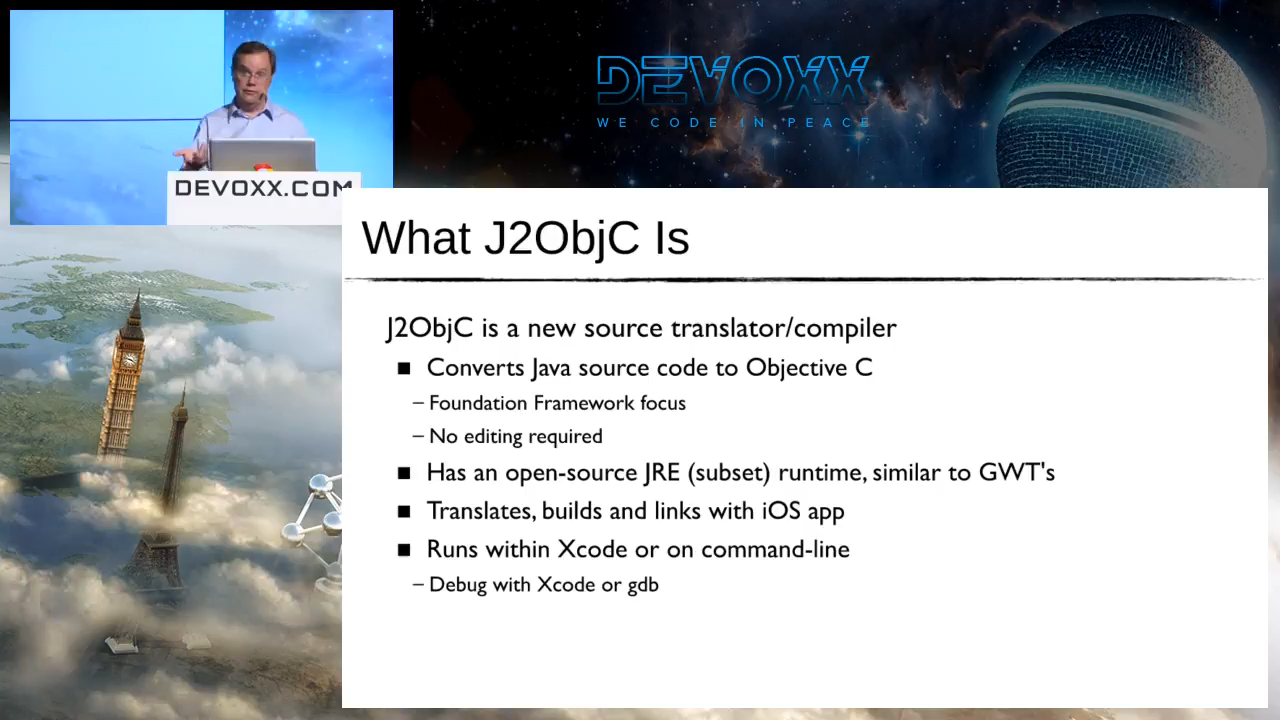 DEVOXX
WE CODE IN PEACE
DEVOXX.COM
What J2ObjC Is
J2ObjC is a new source translator/compiler
■ Converts Java source code to Objective C
– Foundation Framework focus
– No editing required
■ Has an open-source JRE (subset) runtime, similar to GWT's
■ Translates, builds and links with iOS app
■ Runs within Xcode or on command-line
– Debug with Xcode or gdb